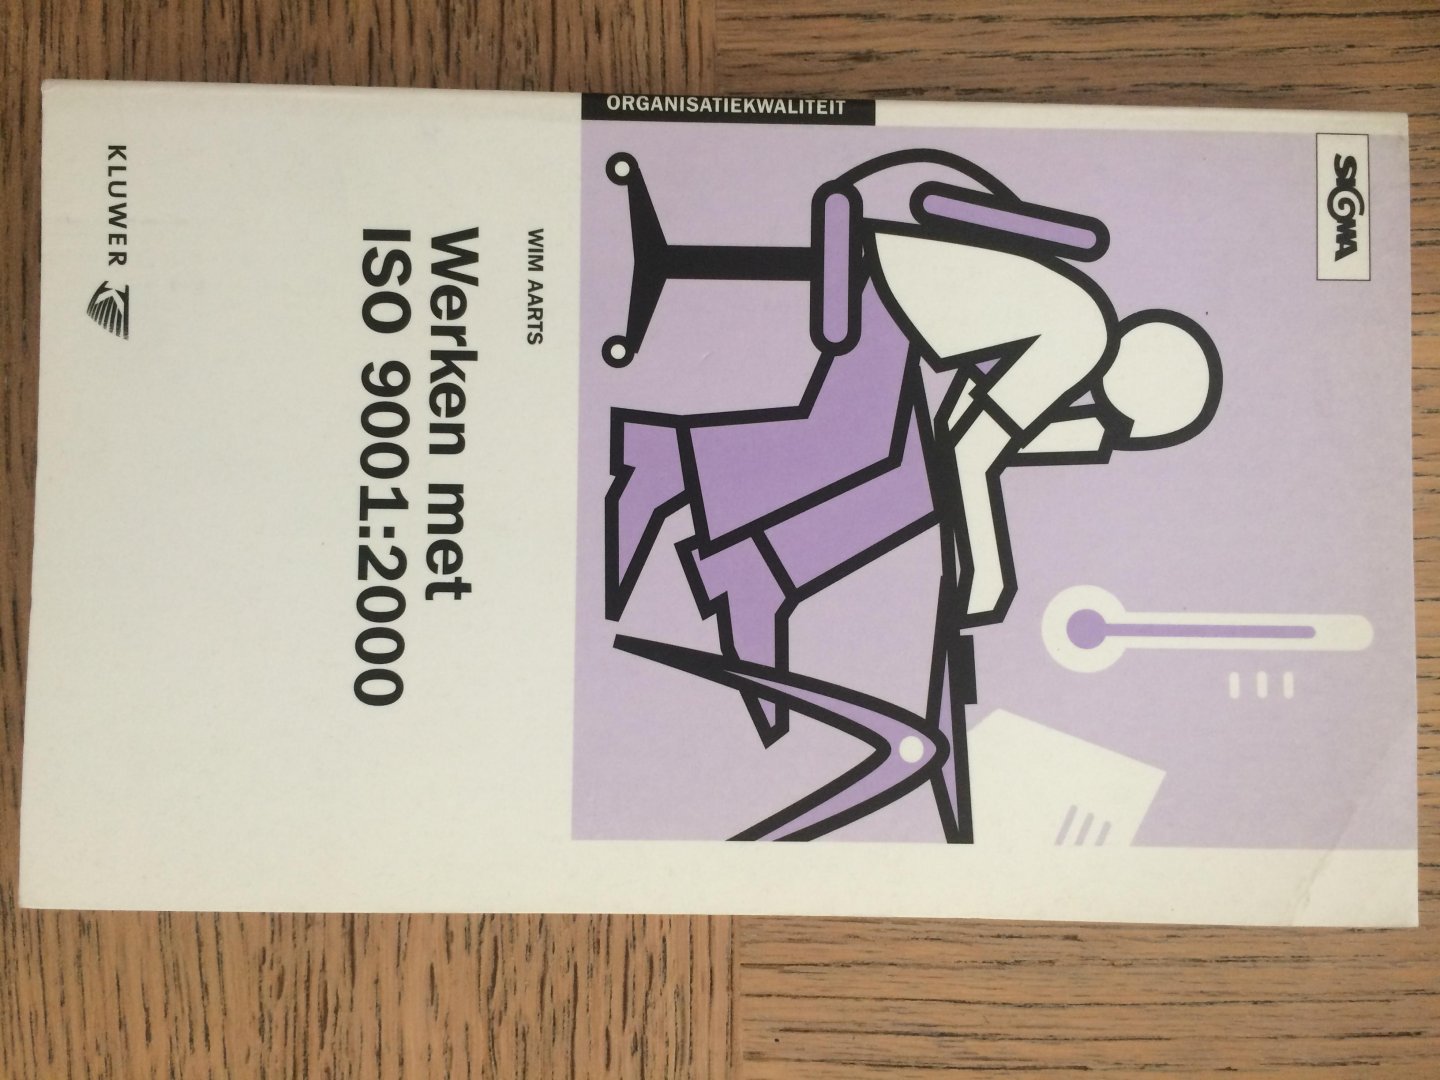 SIGMA
ORGANISATIEKWALITEIT
WIM AARTS
Werken met
ISO 9001:2000
KLUWER